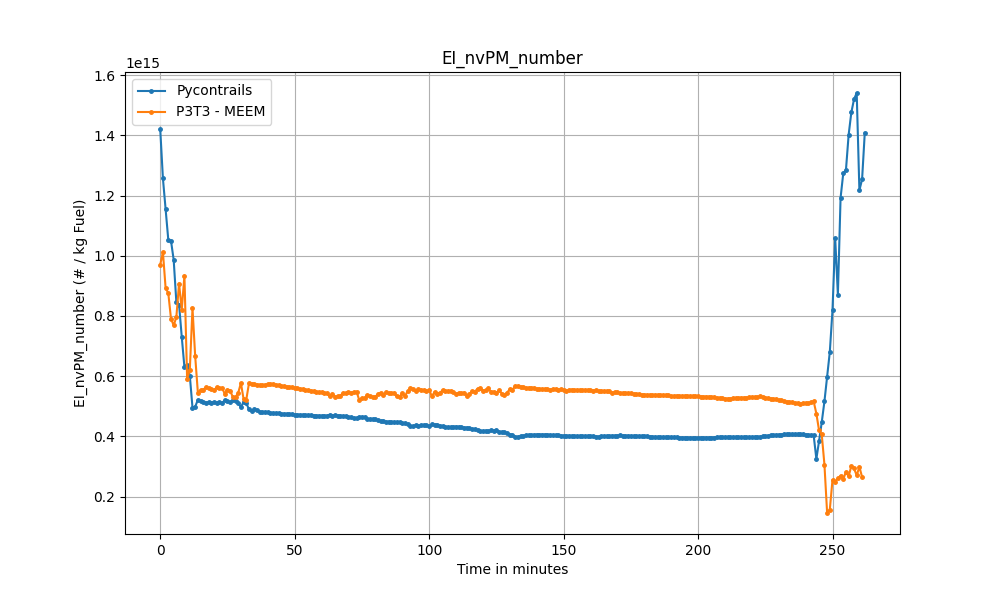 EI_nvPM_number
1e15
Pycontrails
P3T3 - MEEM
1.6
1.4
1.2
1.0
0.8
0.6
0.4
0.2
EI_nvPM_number (# / kg Fuel)
0 50 100 150 200 250
Time in minutes